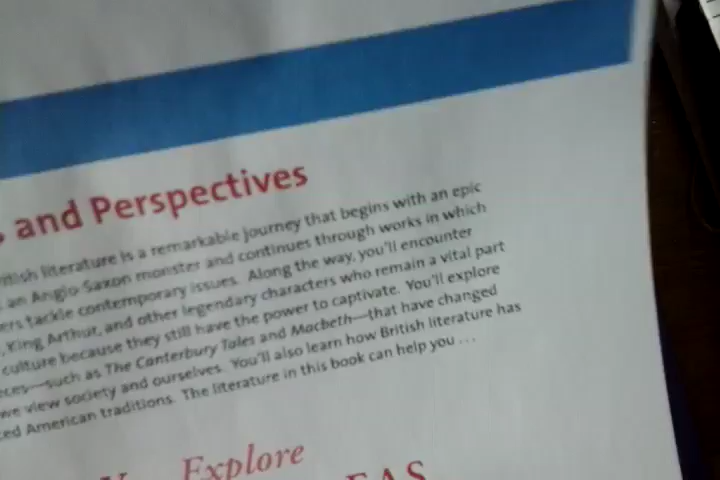 and Perspectives
literature is a remarkable journey that begins with an epic
an Anglo-Saxon monster and continues through works in which
tackle contemporary issues. Along the way, you'll encounter
King Arthur, and other legendary characters who remain a vital part
culture because they still have the power to captivate. You'll explore
—such as The Canterbury Tales and Macbeth—that have changed
we view society and ourselves. You'll also learn how British literature has
American traditions. The literature in this book can help you ...
Explore